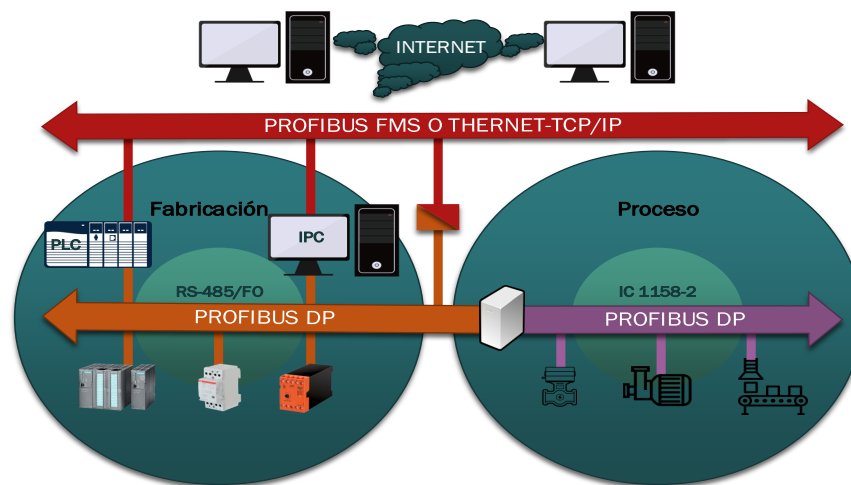 INTERNET
PROFIBUS FMS O THERNET-TCP/IP
Fabricación
Proceso
PLC
IPC
RS-485/FO
IC 1158-2
PROFIBUS DP
PROFIBUS DP